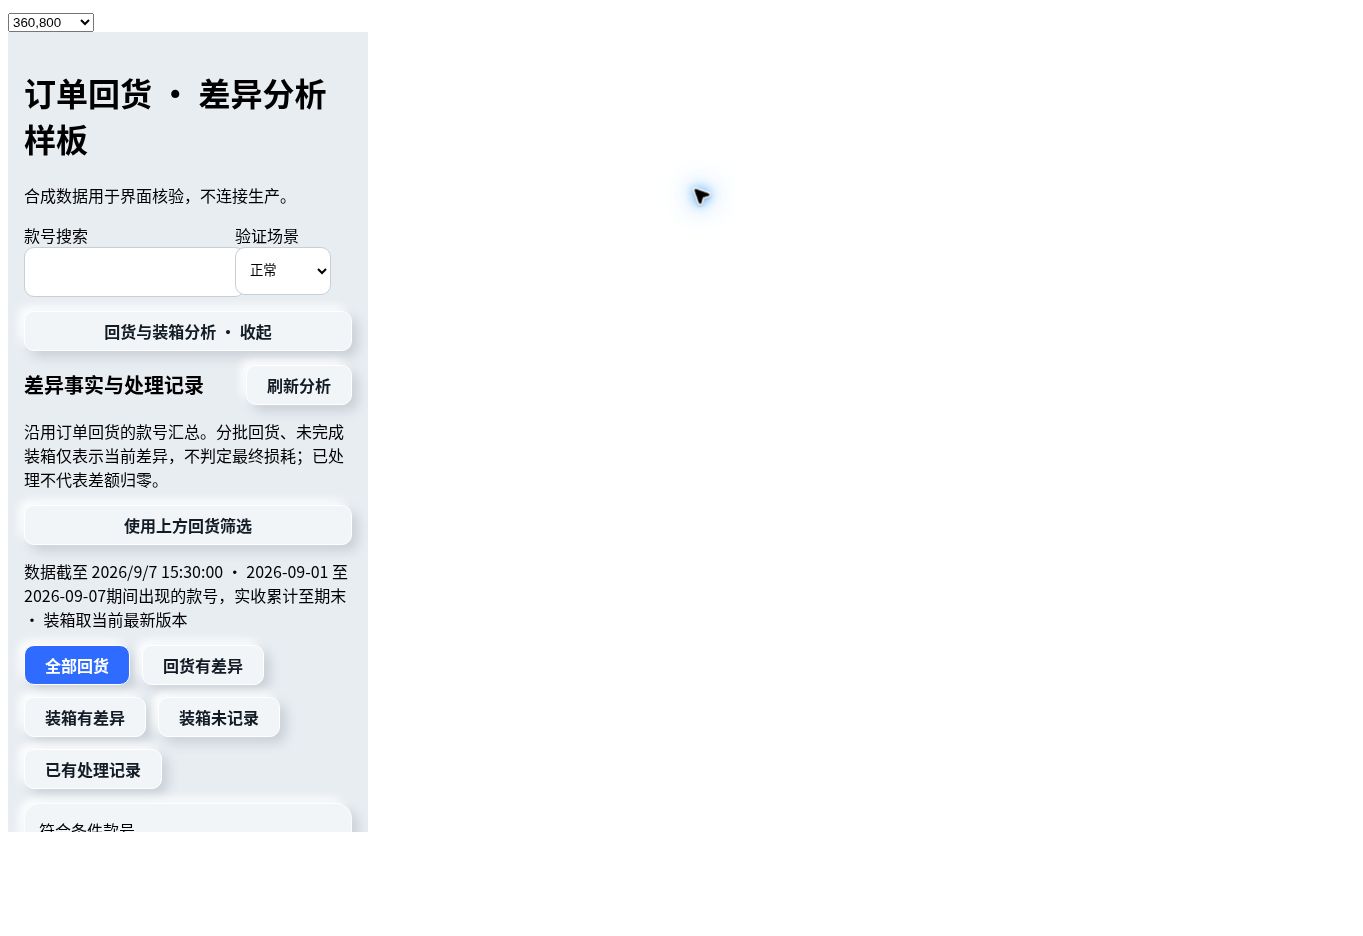 360,800
订单回货 · 差异分析
样板
合成数据用于界面核验，不连接生产。
款号搜索
验证场景
正常
回货与装箱分析 · 收起
差异事实与处理记录
刷新分析
沿用订单回货的款号汇总。分批回货、未完成
装箱仅表示当前差异，不判定最终损耗；已处
理不代表差额归零。
使用上方回货筛选
数据截至 2026/9/7 15:30:00 · 2026-09-01 至
2026-09-07期间出现的款号，实收累计至期末
· 装箱取当前最新版本
全部回货
回货有差异
装箱有差异
装箱未记录
已有处理记录
符合条件款号